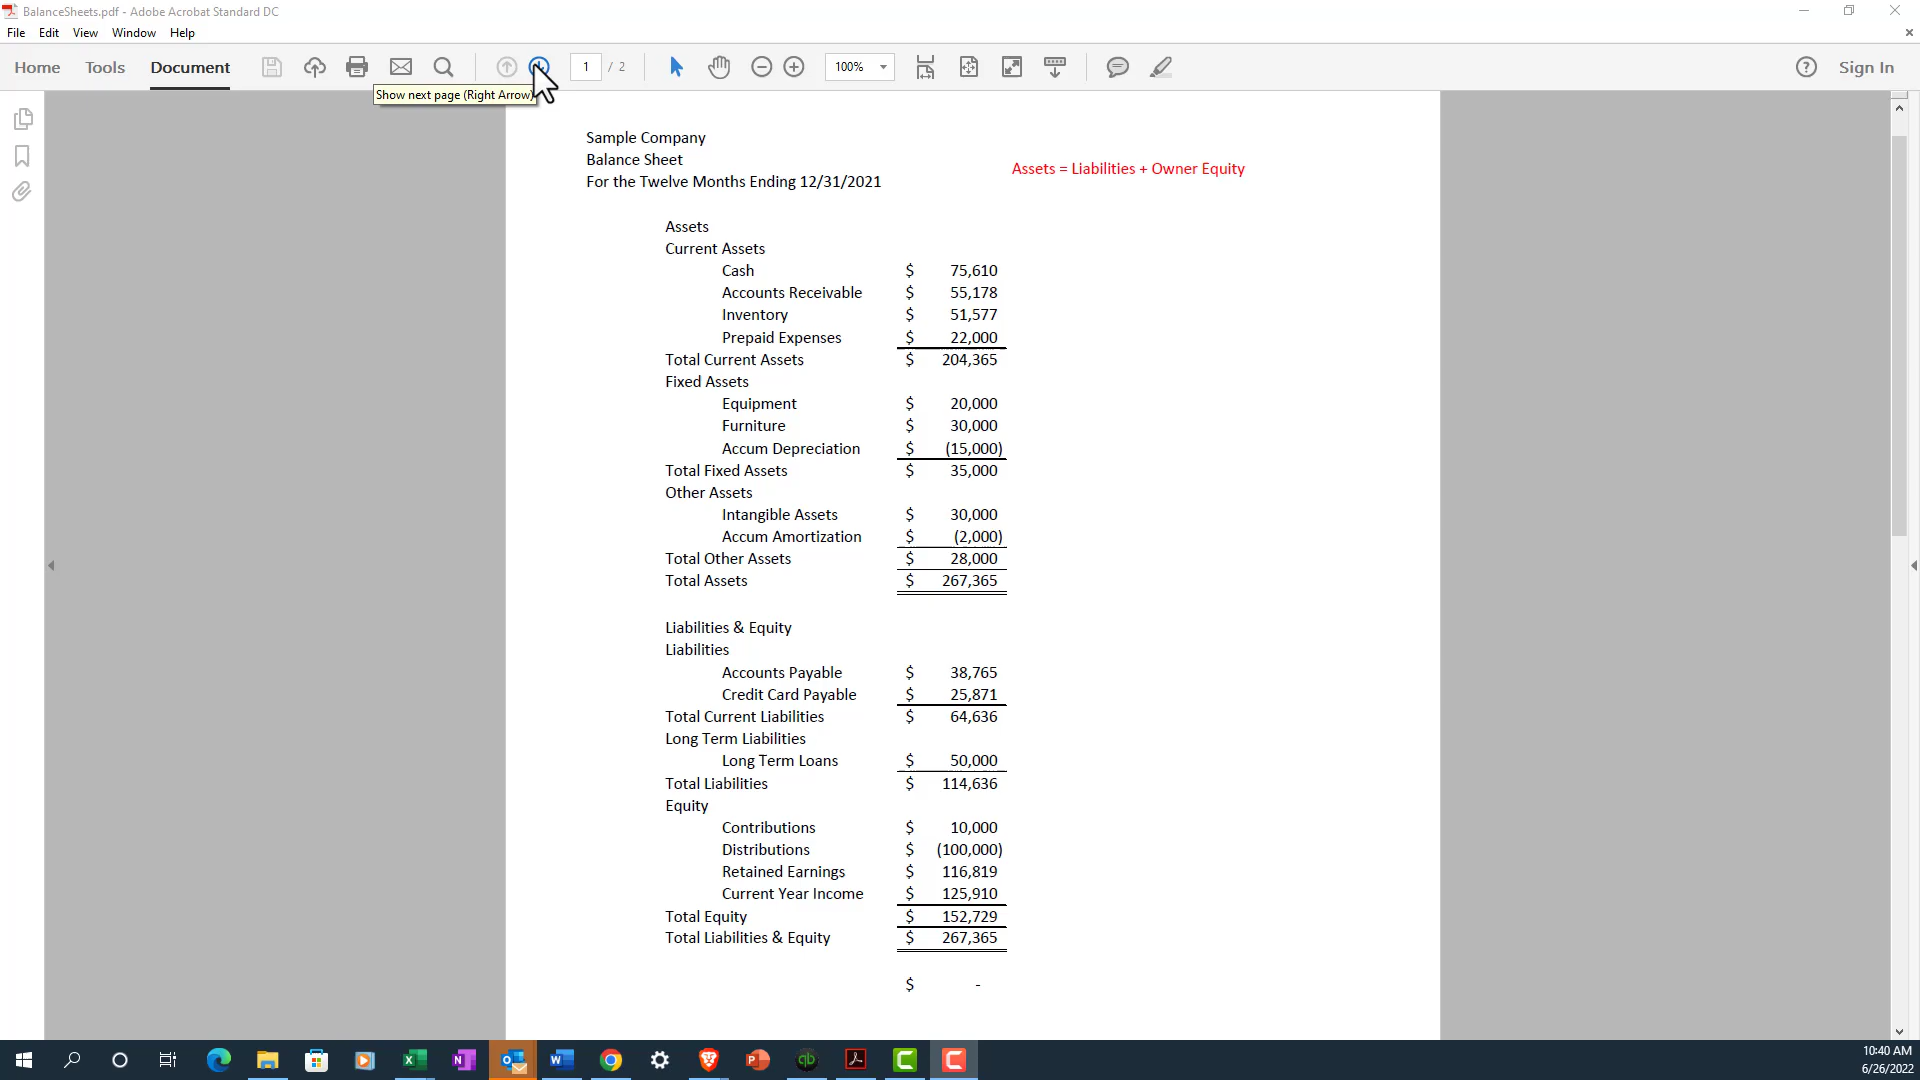 BalanceSheets.pdf - Adobe Acrobat Standard DC
File Edit View Window Help
Home Tools Document 1 / 2 100% Sign In
Show next page (Right Arrow)
Sample Company
Balance Sheet
For the Twelve Months Ending 12/31/2021
Assets = Liabilities + Owner Equity
Assets
Current Assets
Cash $ 75,610
Accounts Receivable $ 55,178
Inventory $ 51,577
Prepaid Expenses $ 22,000
Total Current Assets $ 204,365
Fixed Assets
Equipment $ 20,000
Furniture $ 30,000
Accum Depreciation $ (15,000)
Total Fixed Assets $ 35,000
Other Assets
Intangible Assets $ 30,000
Accum Amortization $ (2,000)
Total Other Assets $ 28,000
Total Assets $ 267,365
Liabilities & Equity
Liabilities
Accounts Payable $ 38,765
Credit Card Payable $ 25,871
Total Current Liabilities $ 64,636
Long Term Liabilities
Long Term Loans $ 50,000
Total Liabilities $ 114,636
Equity
Contributions $ 10,000
Distributions $ (100,000)
Retained Earnings $ 116,819
Current Year Income $ 125,910
Total Equity $ 152,729
Total Liabilities & Equity $ 267,365
$ -
10:40 AM
6/26/2022